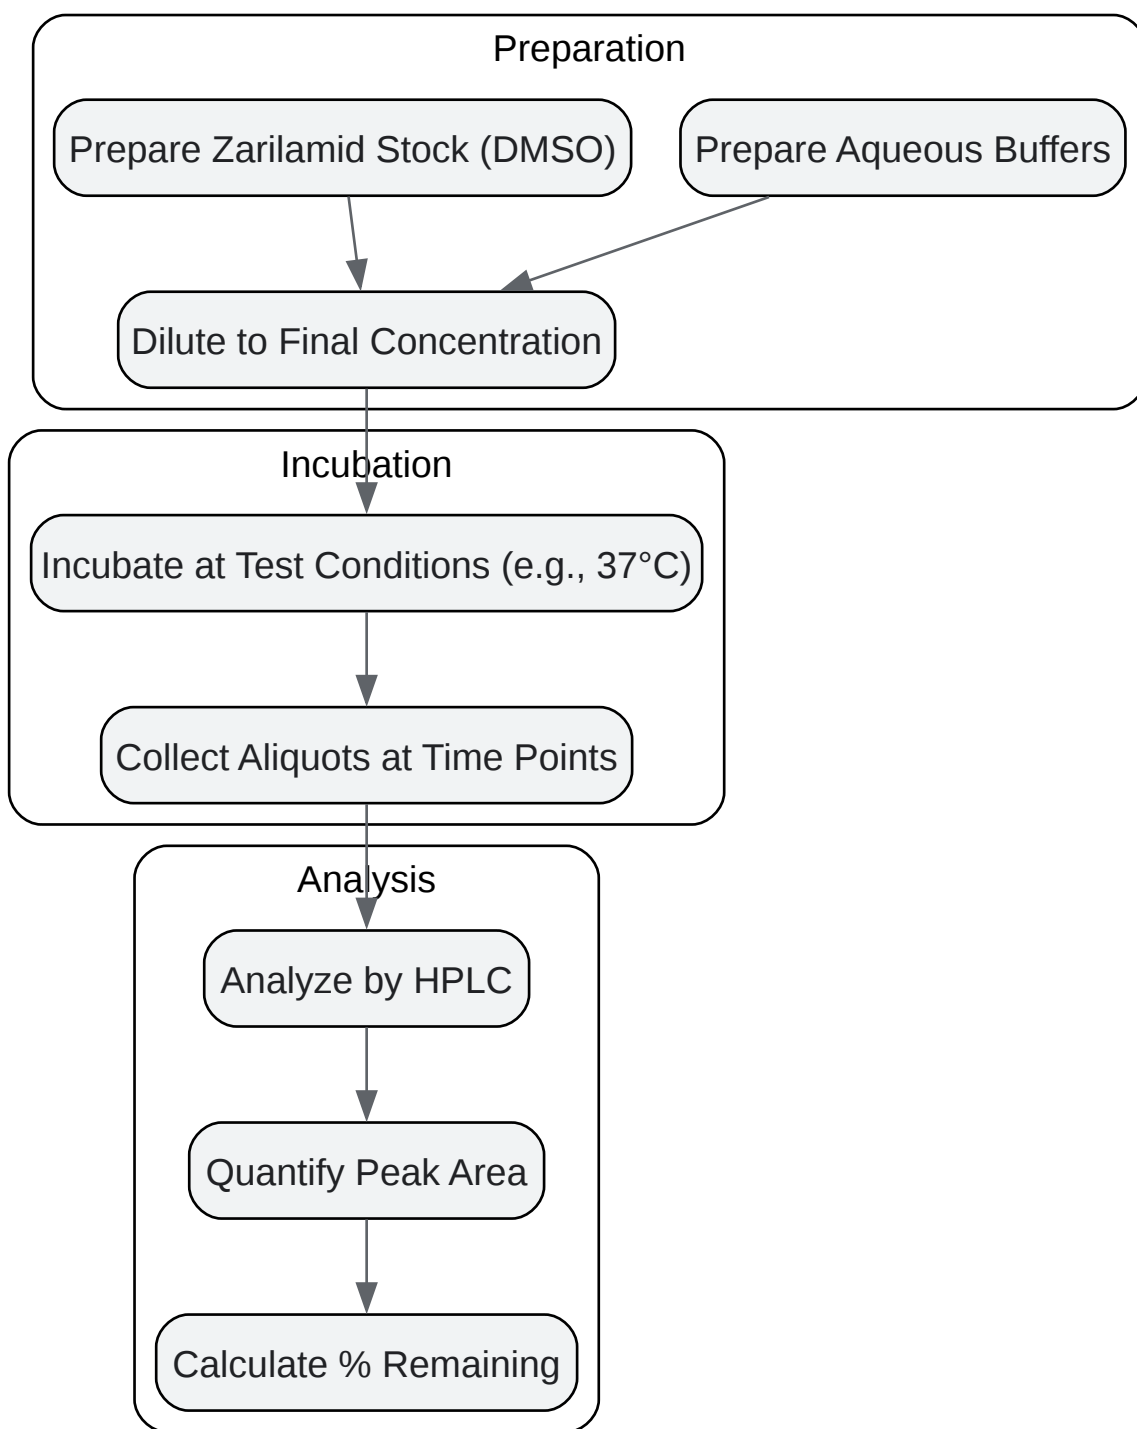 Preparation
Prepare Zarilamid Stock (DMSO)
Prepare Aqueous Buffers
Dilute to Final Concentration
Incubation
Incubate at Test Conditions (e.g., 37°C)
Collect Aliquots at Time Points
Analysis
Analyze by HPLC
Quantify Peak Area
Calculate % Remaining